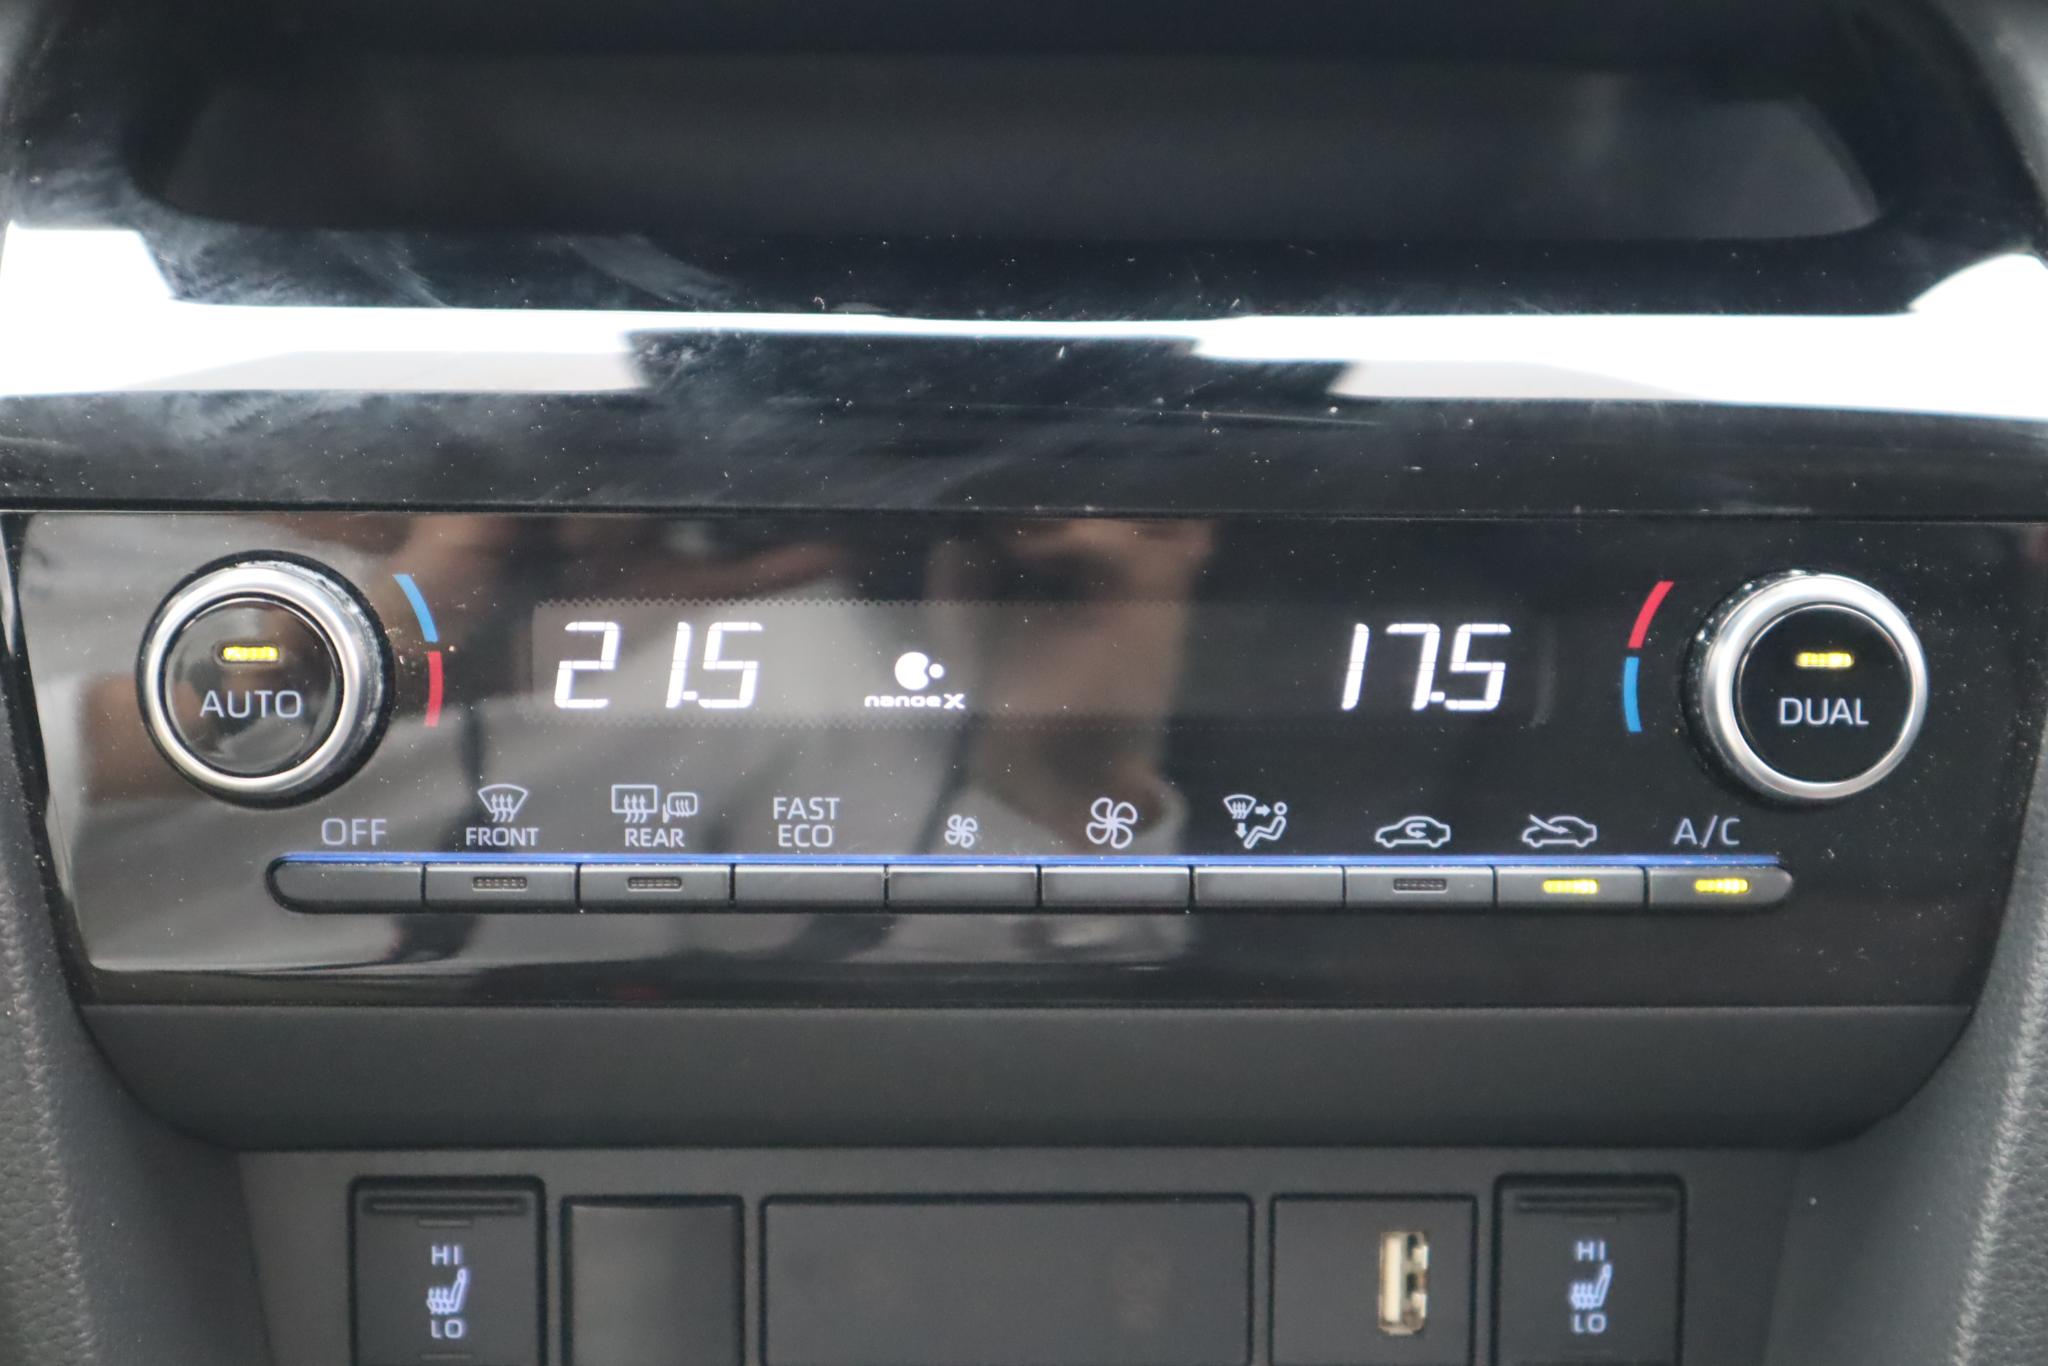 AUTO
21.5
nanoe X
17.5
DUAL
OFF
FRONT
REAR
FAST
ECO
A/C
HI
LO
HI
LO